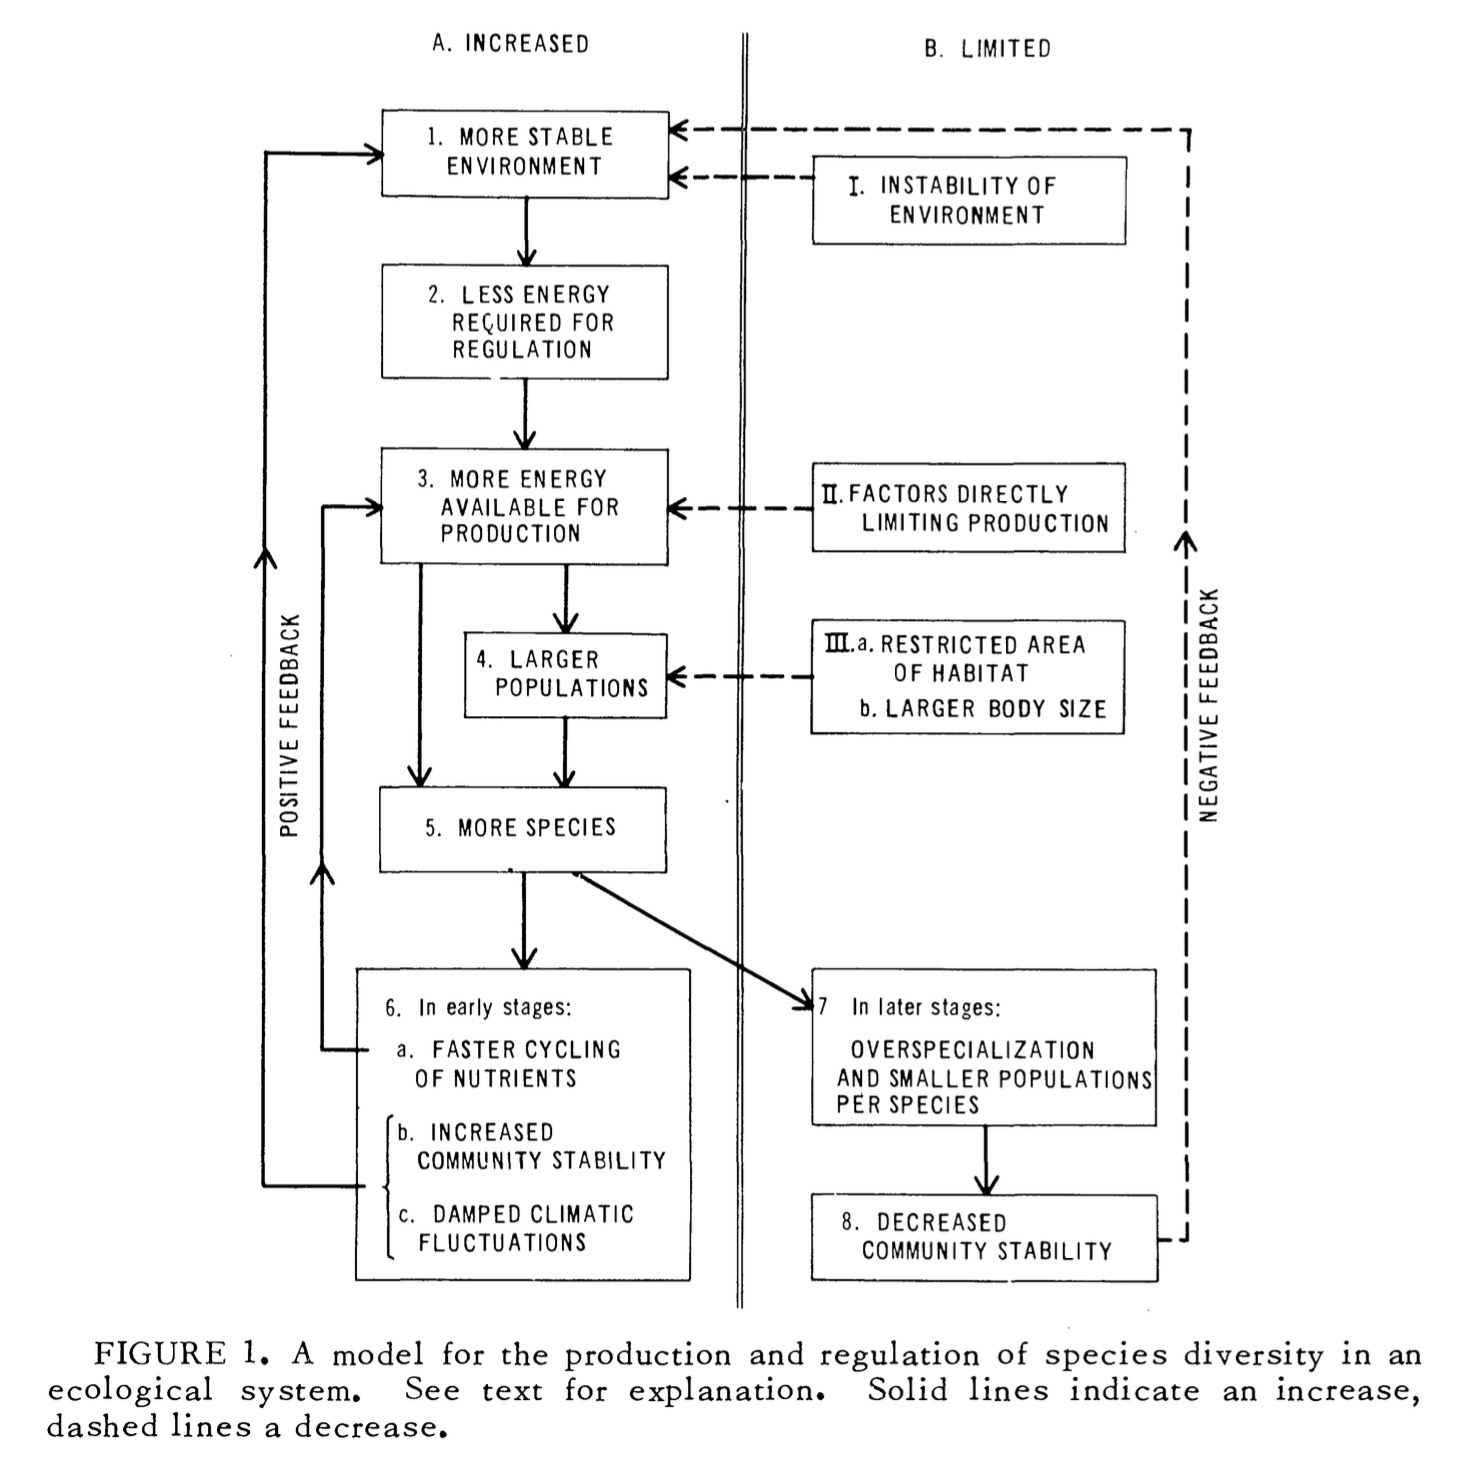 A. INCREASED
B. LIMITED
1. MORE STABLE
ENVIRONMENT
I. INSTABILITY OF
ENVIRONMENT
2. LESS ENERGY
REQUIRED FOR
REGULATION
3. MORE ENERGY
AVAILABLE FOR
PRODUCTION
II. FACTORS DIRECTLY
LIMITING PRODUCTION
4. LARGER
POPULATIONS
III.a. RESTRICTED AREA
OF HABITAT
b. LARGER BODY SIZE
POSITIVE FEEDBACK
NEGATIVE FEEDBACK
5. MORE SPECIES
6. In early stages:
a. FASTER CYCLING
OF NUTRIENTS
b. INCREASED
COMMUNITY STABILITY
c. DAMPED CLIMATIC
FLUCTUATIONS
7 In later stages:
OVERSPECIALIZATION
AND SMALLER POPULATIONS
PER SPECIES
8. DECREASED
COMMUNITY STABILITY
FIGURE 1. A model for the production and regulation of species diversity in an
ecological system. See text for explanation. Solid lines indicate an increase,
dashed lines a decrease.